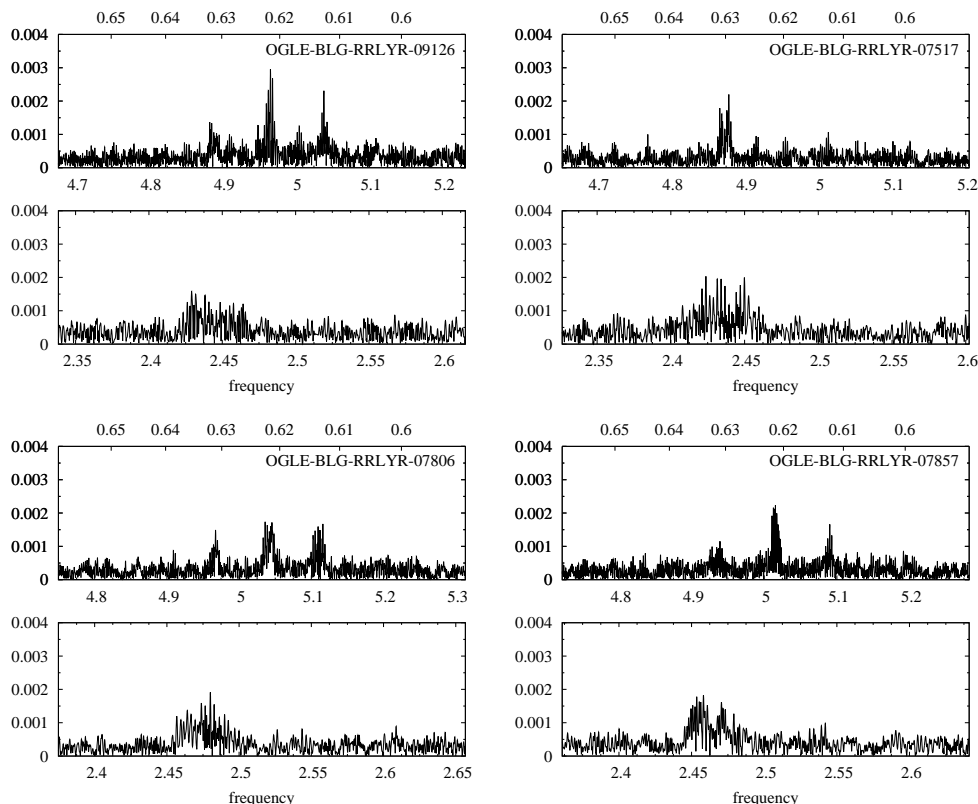 0.65 0.64 0.63 0.62 0.61 0.6
OGLE-BLG-RRLYR-09126
0.004
0.003
0.002
0.001
0
4.7 4.8 4.9 5 5.1 5.2
0.004
0.003
0.002
0.001
0
2.35 2.4 2.45 2.5 2.55 2.6
frequency
0.65 0.64 0.63 0.62 0.61 0.6
OGLE-BLG-RRLYR-07517
0.004
0.003
0.002
0.001
0
4.7 4.8 4.9 5 5.1 5.2
0.004
0.003
0.002
0.001
0
2.35 2.4 2.45 2.5 2.55 2.6
frequency
0.65 0.64 0.63 0.62 0.61 0.6
OGLE-BLG-RRLYR-07806
0.004
0.003
0.002
0.001
0
4.8 4.9 5 5.1 5.2 5.3
0.004
0.003
0.002
0.001
0
2.4 2.45 2.5 2.55 2.6 2.65
frequency
0.65 0.64 0.63 0.62 0.61 0.6
OGLE-BLG-RRLYR-07857
0.004
0.003
0.002
0.001
0
4.8 4.9 5 5.1 5.2
0.004
0.003
0.002
0.001
0
2.4 2.45 2.5 2.55 2.6
frequency